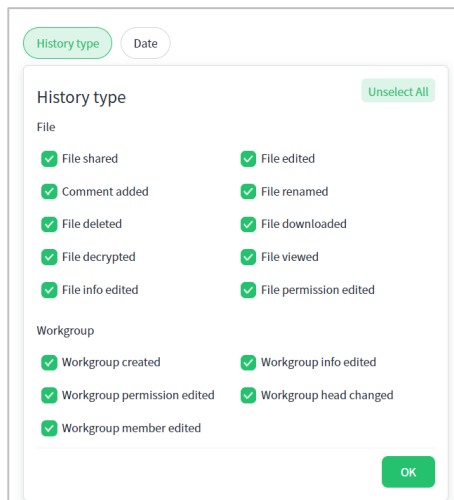 History type Date
History type Unselect All
File
File shared File edited
Comment added File renamed
File deleted File downloaded
File decrypted File viewed
File info edited File permission edited
Workgroup
Workgroup created Workgroup info edited
Workgroup permission edited Workgroup head changed
Workgroup member edited
OK